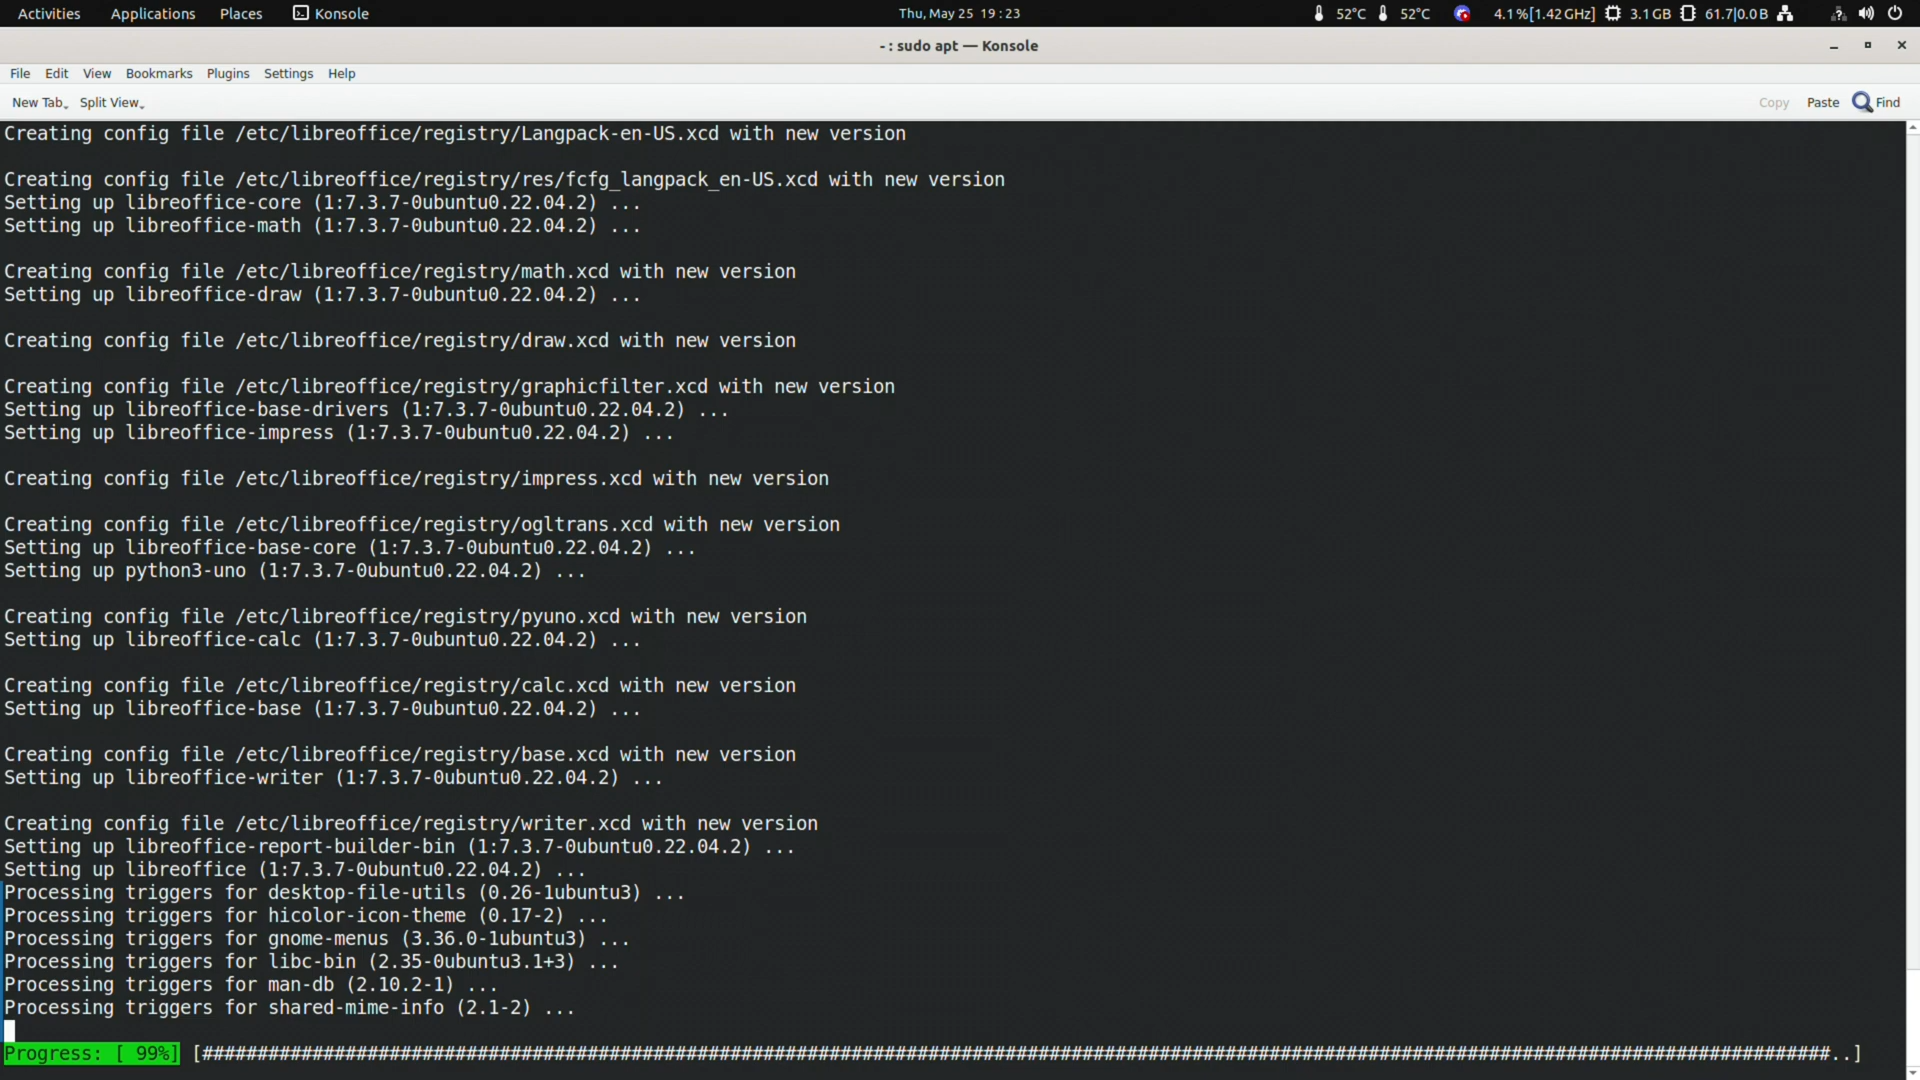 Activities Applications Places Konsole Thu, May 25 19:23 52°C 52°C 4.1%[1.42GHz] 3.1GB 61.7|0.0B
- : sudo apt — Konsole
File Edit View Bookmarks Plugins Settings Help
New Tab Split View Copy Paste Find
Creating config file /etc/libreoffice/registry/Langpack-en-US.xcd with new version
Creating config file /etc/libreoffice/registry/res/fcfg_langpack_en-US.xcd with new version
Setting up libreoffice-core (1:7.3.7-0ubuntu0.22.04.2) ...
Setting up libreoffice-math (1:7.3.7-0ubuntu0.22.04.2) ...
Creating config file /etc/libreoffice/registry/math.xcd with new version
Setting up libreoffice-draw (1:7.3.7-0ubuntu0.22.04.2) ...
Creating config file /etc/libreoffice/registry/draw.xcd with new version
Creating config file /etc/libreoffice/registry/graphicfilter.xcd with new version
Setting up libreoffice-base-drivers (1:7.3.7-0ubuntu0.22.04.2) ...
Setting up libreoffice-impress (1:7.3.7-0ubuntu0.22.04.2) ...
Creating config file /etc/libreoffice/registry/impress.xcd with new version
Creating config file /etc/libreoffice/registry/ogltrans.xcd with new version
Setting up libreoffice-base-core (1:7.3.7-0ubuntu0.22.04.2) ...
Setting up python3-uno (1:7.3.7-0ubuntu0.22.04.2) ...
Creating config file /etc/libreoffice/registry/pyuno.xcd with new version
Setting up libreoffice-calc (1:7.3.7-0ubuntu0.22.04.2) ...
Creating config file /etc/libreoffice/registry/calc.xcd with new version
Setting up libreoffice-base (1:7.3.7-0ubuntu0.22.04.2) ...
Creating config file /etc/libreoffice/registry/base.xcd with new version
Setting up libreoffice-writer (1:7.3.7-0ubuntu0.22.04.2) ...
Creating config file /etc/libreoffice/registry/writer.xcd with new version
Setting up libreoffice-report-builder-bin (1:7.3.7-0ubuntu0.22.04.2) ...
Setting up libreoffice (1:7.3.7-0ubuntu0.22.04.2) ...
Processing triggers for desktop-file-utils (0.26-1ubuntu3) ...
Processing triggers for hicolor-icon-theme (0.17-2) ...
Processing triggers for gnome-menus (3.36.0-1ubuntu3) ...
Processing triggers for libc-bin (2.35-0ubuntu3.1+3) ...
Processing triggers for man-db (2.10.2-1) ...
Processing triggers for shared-mime-info (2.1-2) ...
Progress: [ 99%] [####################################################################################################################################################..]